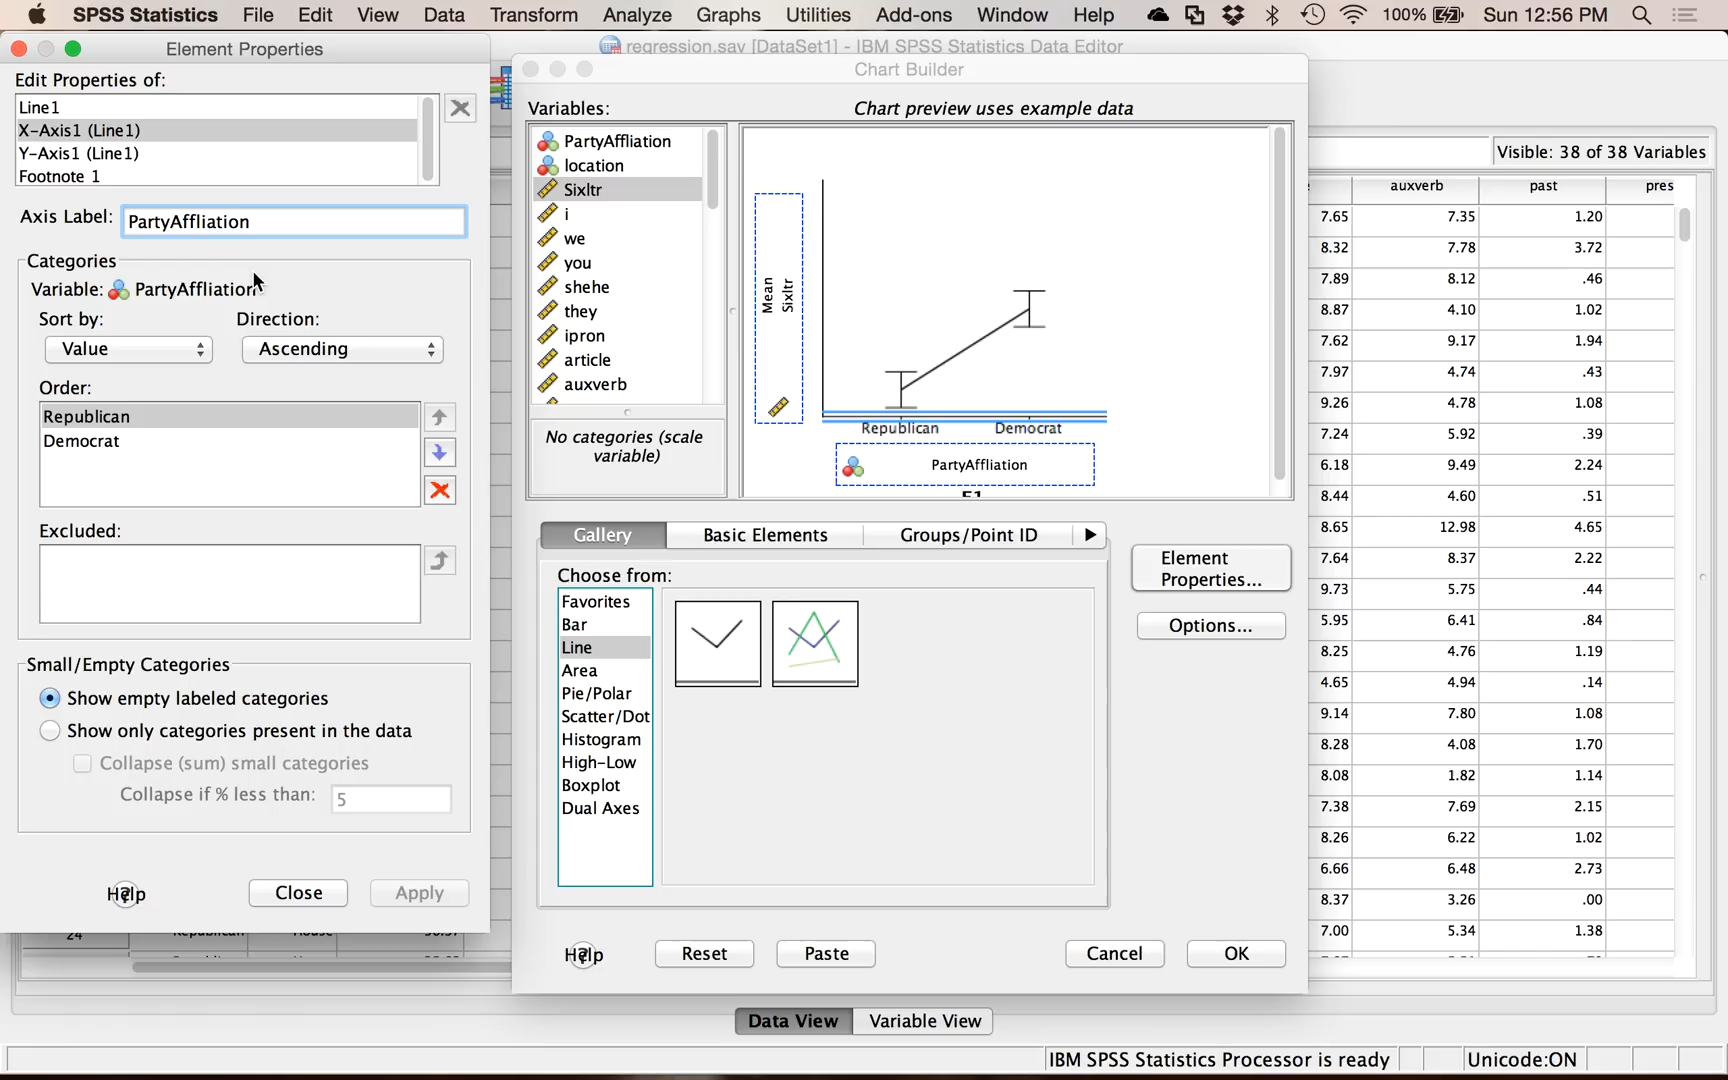 SPSS Statistics File Edit View Data Transform Analyze Graphs Utilities Add-ons Window Help 100% Sun 12:56 PM
regression.sav [DataSet1] - IBM SPSS Statistics Data Editor
Element Properties
Edit Properties of:
Line1
X-Axis1 (Line1)
Y-Axis1 (Line1)
Footnote 1
Axis Label: PartyAffliation
Categories
Variable: PartyAffliation
Sort by: Direction:
Value Ascending
Order:
Republican
Democrat
Excluded:
Small/Empty Categories
Show empty labeled categories
Show only categories present in the data
Collapse (sum) small categories
Collapse if % less than: 5
Help Close Apply
Chart Builder
Variables: Chart preview uses example data
PartyAffliation
location
Sixltr
i
we
you
shehe
they
ipron
article
auxverb
No categories (scale
variable)
Mean
Sixltr
Republican Democrat
PartyAffliation
Gallery Basic Elements Groups/Point ID
Choose from:
Favorites
Bar
Line
Area
Pie/Polar
Scatter/Dot
Histogram
High-Low
Boxplot
Dual Axes
Element
Properties...
Options...
Help Reset Paste Cancel OK
Visible: 38 of 38 Variables
auxverb past pres
7.65 7.35 1.20
8.32 7.78 3.72
7.89 8.12 .46
8.87 4.10 1.02
7.62 9.17 1.94
7.97 4.74 .43
9.26 4.78 1.08
7.24 5.92 .39
6.18 9.49 2.24
8.44 4.60 .51
8.65 12.98 4.65
7.64 8.37 2.22
9.73 5.75 .44
5.95 6.41 .84
8.25 4.76 1.19
4.65 4.94 .14
9.14 7.80 1.08
8.28 4.08 1.70
8.08 1.82 1.14
7.38 7.69 2.15
8.26 6.22 1.02
6.66 6.48 2.73
8.37 3.26 .00
7.00 5.34 1.38
24
Data View Variable View
IBM SPSS Statistics Processor is ready Unicode:ON